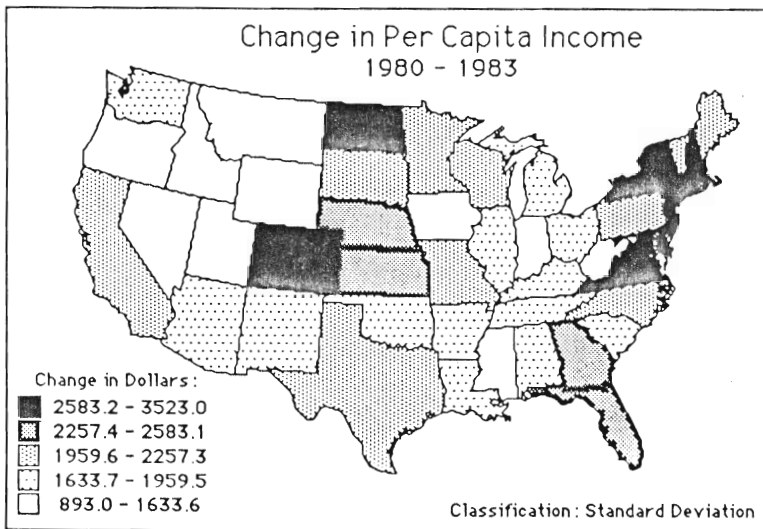 Change in Per Capita Income
1980 - 1983
Change in Dollars:
2583.2 - 3523.0
2257.4 - 2583.1
1959.6 - 2257.3
1633.7 - 1959.5
893.0 - 1633.6
Classification: Standard Deviation